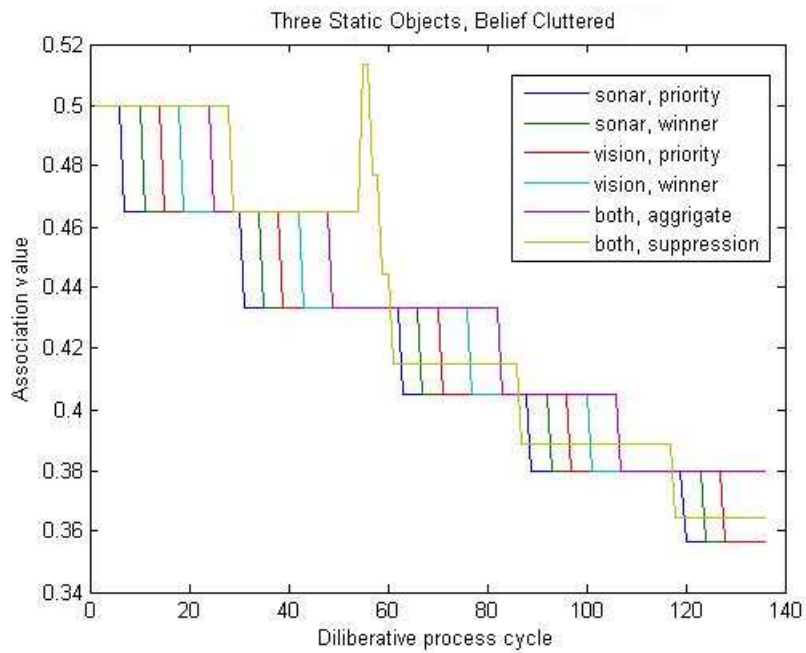 Three Static Objects, Belief Cluttered
0.52
0.5
0.48
0.46
0.44
0.42
0.4
0.38
0.36
0.34
Association value
sonar, priority
sonar, winner
vision, priority
vision, winner
both, aggrigate
both, suppression
0 20 40 60 80 100 120 140
Diliberative process cycle